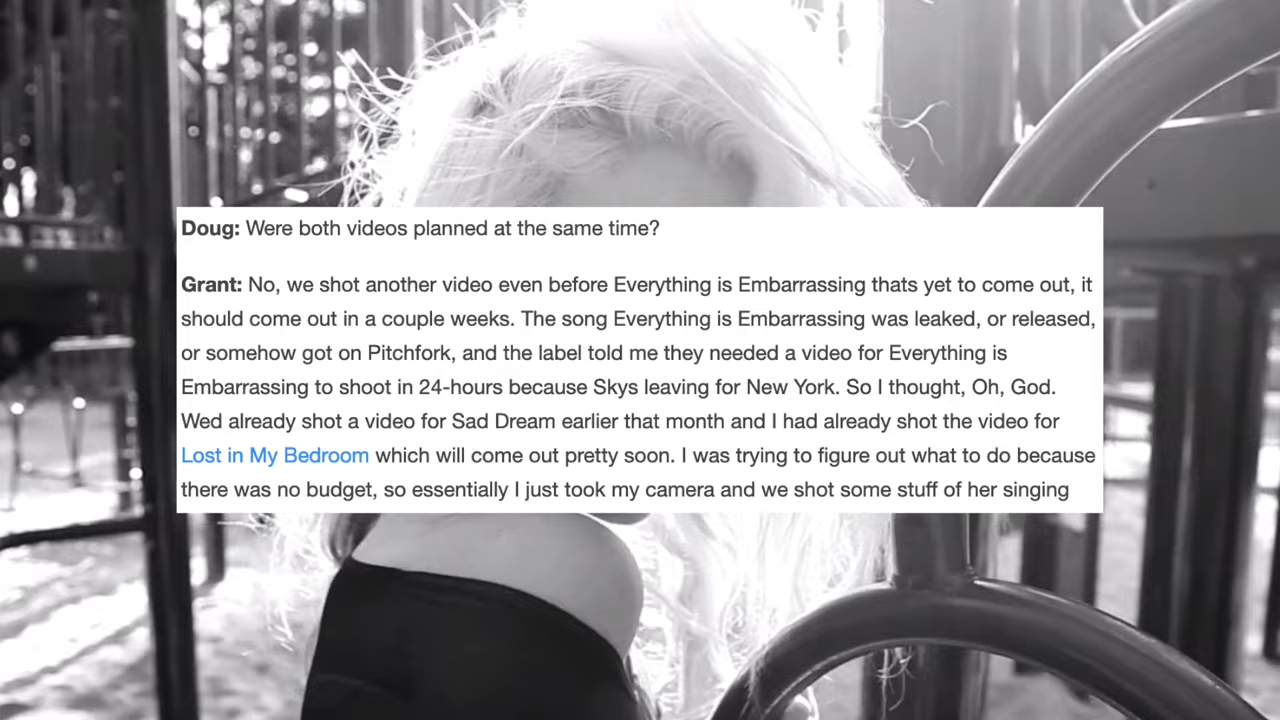 Doug: Were both videos planned at the same time?
Grant: No, we shot another video even before Everything is Embarrassing thats yet to come out, it
should come out in a couple weeks. The song Everything is Embarrassing was leaked, or released,
or somehow got on Pitchfork, and the label told me they needed a video for Everything is
Embarrassing to shoot in 24-hours because Skys leaving for New York. So I thought, Oh, God.
Wed already shot a video for Sad Dream earlier that month and I had already shot the video for
Lost in My Bedroom which will come out pretty soon. I was trying to figure out what to do because
there was no budget, so essentially I just took my camera and we shot some stuff of her singing